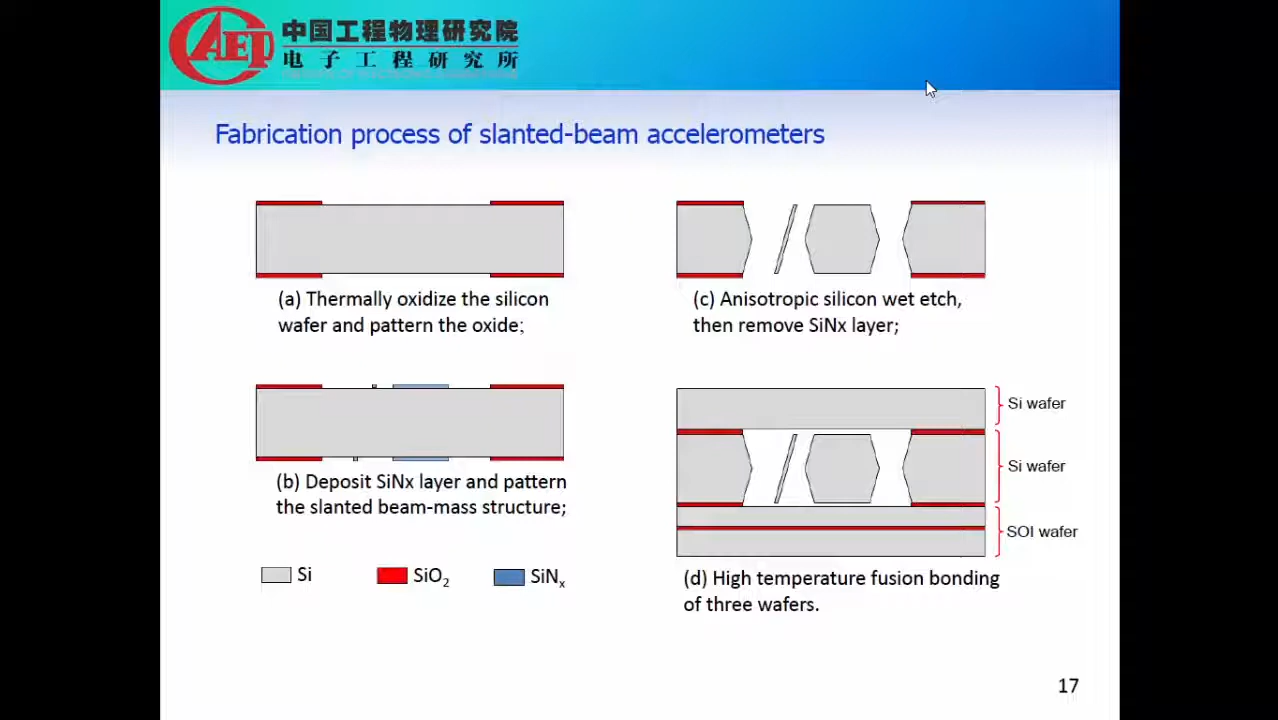 中国工程物理研究院
电子工程研究所
Fabrication process of slanted-beam accelerometers
(a) Thermally oxidize the silicon
wafer and pattern the oxide;
(b) Deposit SiNx layer and pattern
the slanted beam-mass structure;
Si
SiO2
SiNx
(c) Anisotropic silicon wet etch,
then remove SiNx layer;
Si wafer
Si wafer
SOI wafer
(d) High temperature fusion bonding
of three wafers.
17